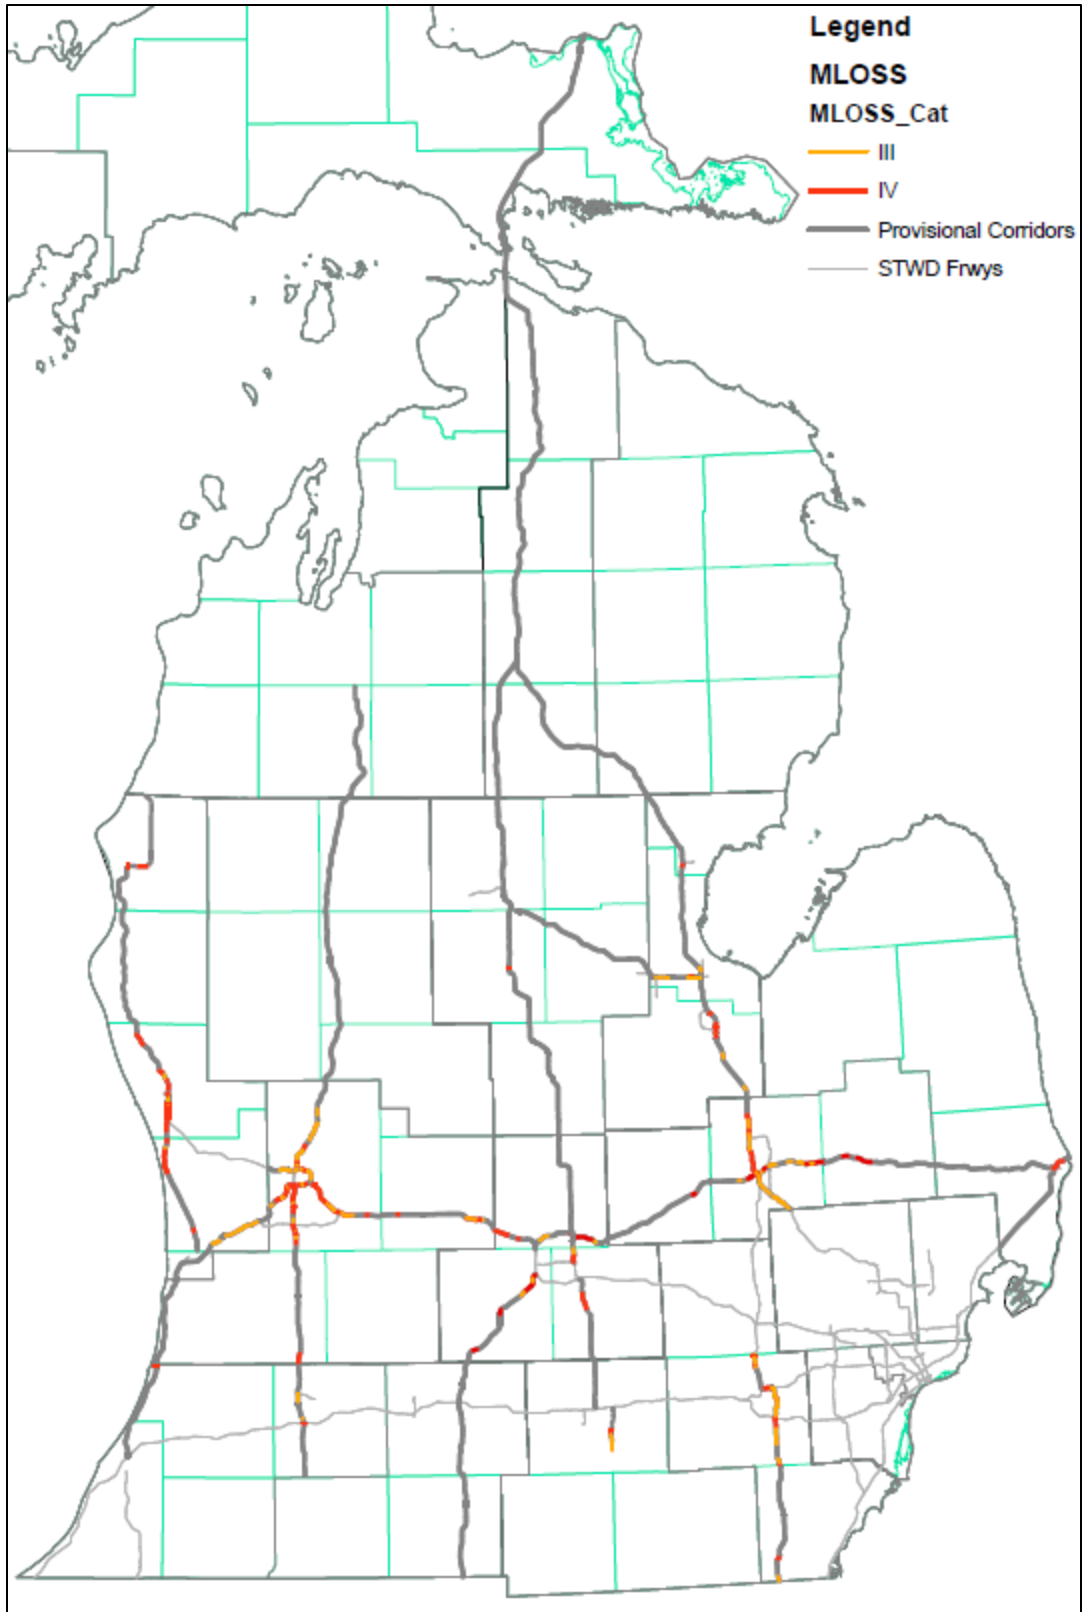 Legend
MLOSS
MLOSS_Cat
III
IV
Provisional Corridors
STWD Frwys